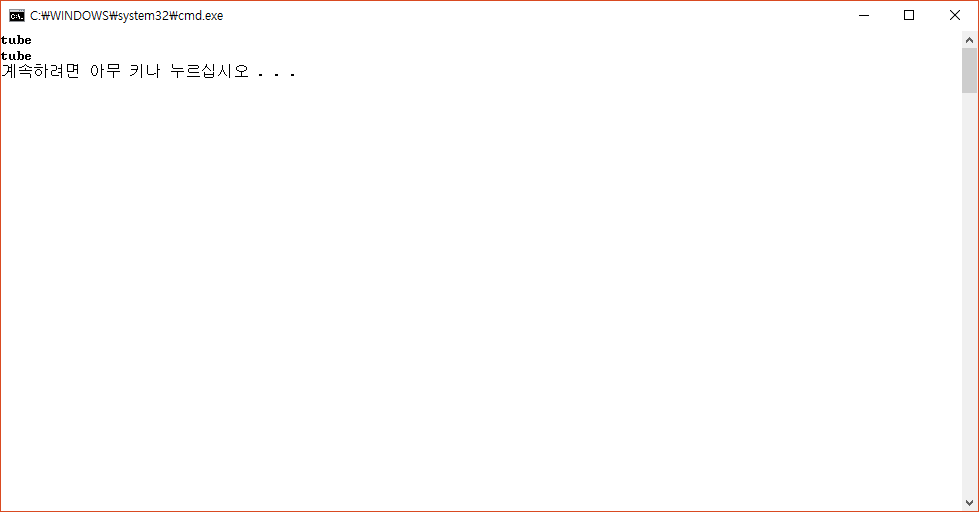 C:₩WINDOWS₩system32₩cmd.exe
tube
tube
계속하려면 아무 키나 누르십시오 . . .